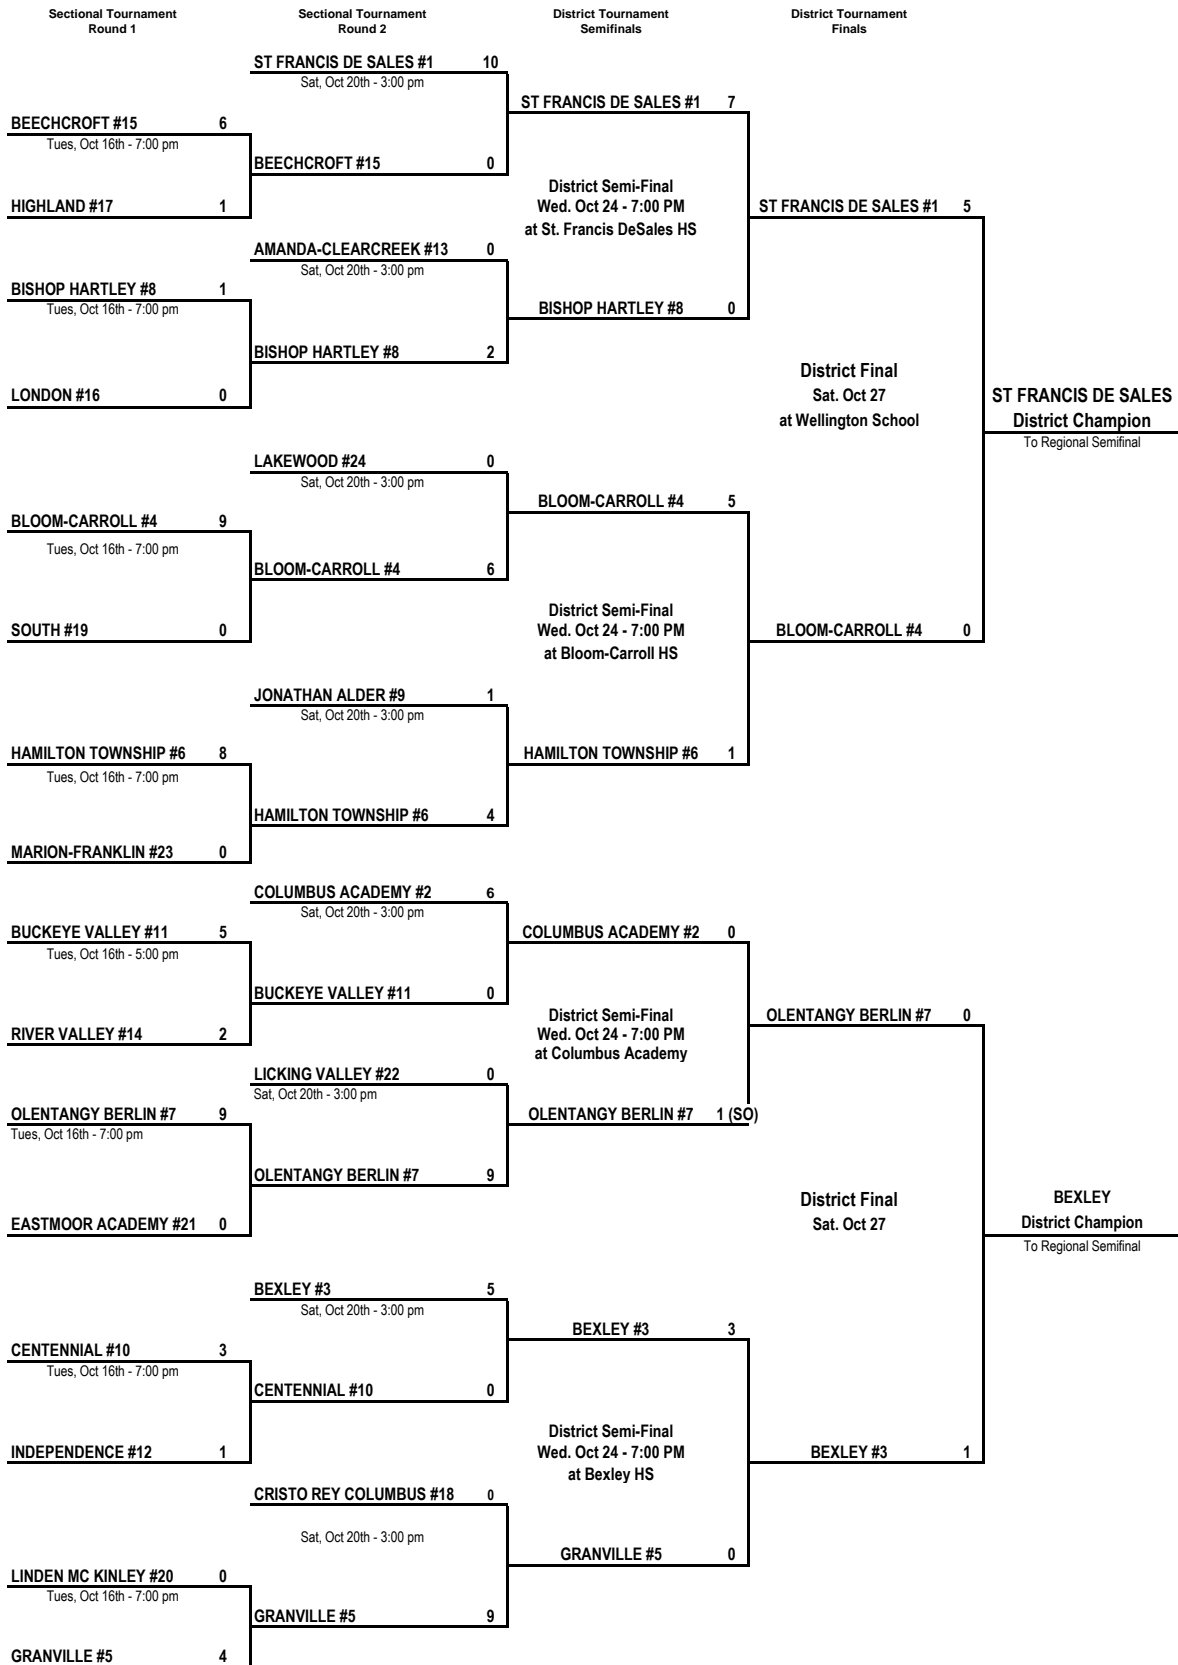 Sectional Tournament
Round 1
Sectional Tournament
Round 2
District Tournament
Semifinals
District Tournament
Finals
ST FRANCIS DE SALES #1 10
Sat, Oct 20th - 3:00 pm
ST FRANCIS DE SALES #1 7
BEECHCROFT #15 6
Tues, Oct 16th - 7:00 pm
BEECHCROFT #15 0
District Semi-Final
Wed. Oct 24 - 7:00 PM
at St. Francis DeSales HS
HIGHLAND #17 1
ST FRANCIS DE SALES #1 5
AMANDA-CLEARCREEK #13 0
Sat, Oct 20th - 3:00 pm
BISHOP HARTLEY #8 1
Tues, Oct 16th - 7:00 pm
BISHOP HARTLEY #8 0
BISHOP HARTLEY #8 2
District Final
Sat. Oct 27
at Wellington School
LONDON #16 0
ST FRANCIS DE SALES
District Champion
To Regional Semifinal
LAKEWOOD #24 0
Sat, Oct 20th - 3:00 pm
BLOOM-CARROLL #4 5
BLOOM-CARROLL #4 9
Tues, Oct 16th - 7:00 pm
BLOOM-CARROLL #4 6
District Semi-Final
Wed. Oct 24 - 7:00 PM
at Bloom-Carroll HS
SOUTH #19 0
BLOOM-CARROLL #4 0
JONATHAN ALDER #9 1
Sat, Oct 20th - 3:00 pm
HAMILTON TOWNSHIP #6 8
Tues, Oct 16th - 7:00 pm
HAMILTON TOWNSHIP #6 1
HAMILTON TOWNSHIP #6 4
MARION-FRANKLIN #23 0
COLUMBUS ACADEMY #2 6
Sat, Oct 20th - 3:00 pm
BUCKEYE VALLEY #11 5
Tues, Oct 16th - 5:00 pm
COLUMBUS ACADEMY #2 0
BUCKEYE VALLEY #11 0
District Semi-Final
Wed. Oct 24 - 7:00 PM
at Columbus Academy
OLENTANGY BERLIN #7 0
RIVER VALLEY #14 2
LICKING VALLEY #22 0
Sat, Oct 20th - 3:00 pm
OLENTANGY BERLIN #7 9
Tues, Oct 16th - 7:00 pm
OLENTANGY BERLIN #7 1 (SO)
OLENTANGY BERLIN #7 9
District Final
Sat. Oct 27
EASTMOOR ACADEMY #21 0
BEXLEY
District Champion
To Regional Semifinal
BEXLEY #3 5
Sat, Oct 20th - 3:00 pm
BEXLEY #3 3
CENTENNIAL #10 3
Tues, Oct 16th - 7:00 pm
CENTENNIAL #10 0
District Semi-Final
Wed. Oct 24 - 7:00 PM
at Bexley HS
INDEPENDENCE #12 1
BEXLEY #3 1
CRISTO REY COLUMBUS #18 0
Sat, Oct 20th - 3:00 pm
GRANVILLE #5 0
LINDEN MC KINLEY #20 0
Tues, Oct 16th - 7:00 pm
GRANVILLE #5 9
GRANVILLE #5 4